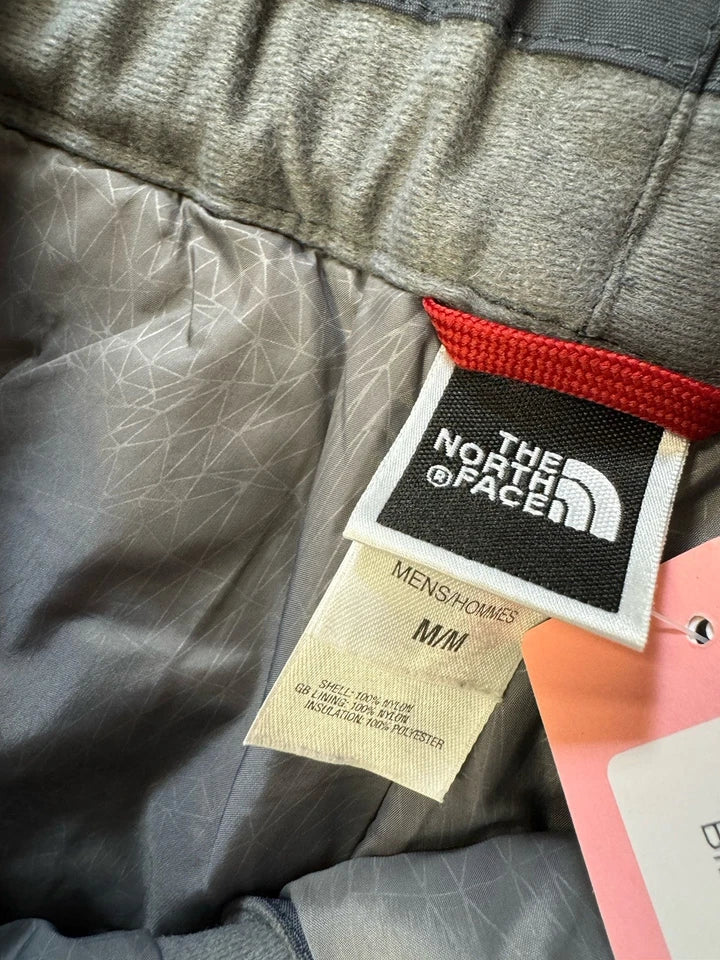 THE
NORTH
®FACE
MENS/HOMMES
M/M
SHELL: 100% NYLON
GB LINING: 100% NYLON
INSULATION: 100% POLYESTER